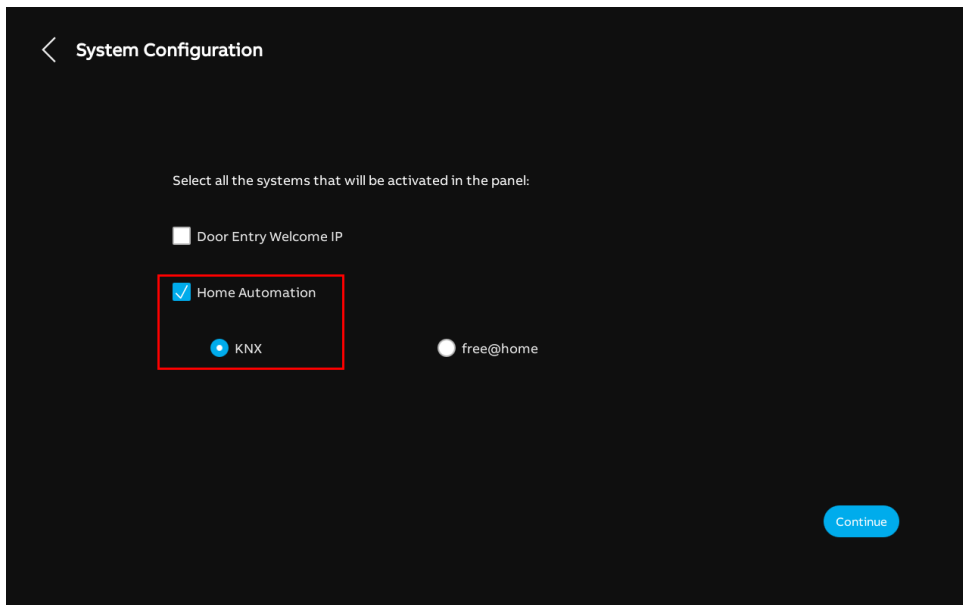 System Configuration
Select all the systems that will be activated in the panel:
Door Entry Welcome IP
Home Automation
KNX
free@home
Continue